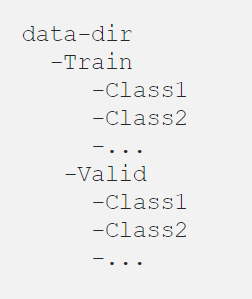 data-dir
-Train
-Class1
-Class2
-...
-Valid
-Class1
-Class2
-...